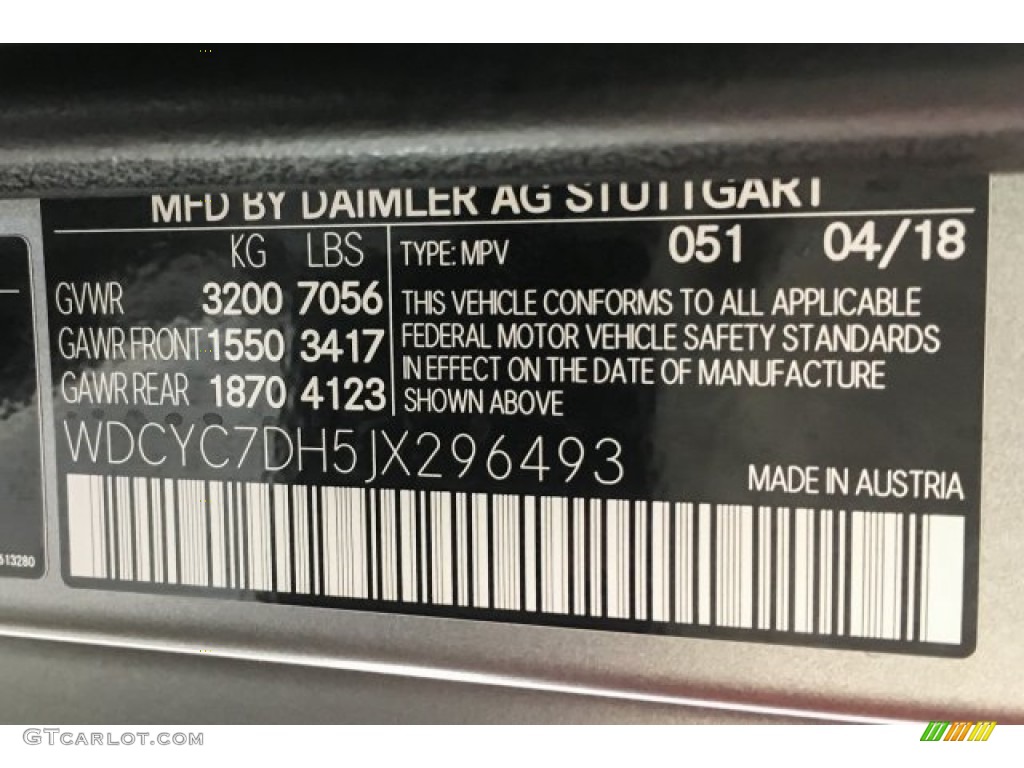 MFD BY DAIMLER AG STUTTGART
KG LBS
TYPE: MPV 051 04/18
GVWR 3200 7056
GAWR FRONT 1550 3417
GAWR REAR 1870 4123
THIS VEHICLE CONFORMS TO ALL APPLICABLE
FEDERAL MOTOR VEHICLE SAFETY STANDARDS
IN EFFECT ON THE DATE OF MANUFACTURE
SHOWN ABOVE
WDCYC7DH5JX296493
MADE IN AUSTRIA
613280
GTcarlot.com